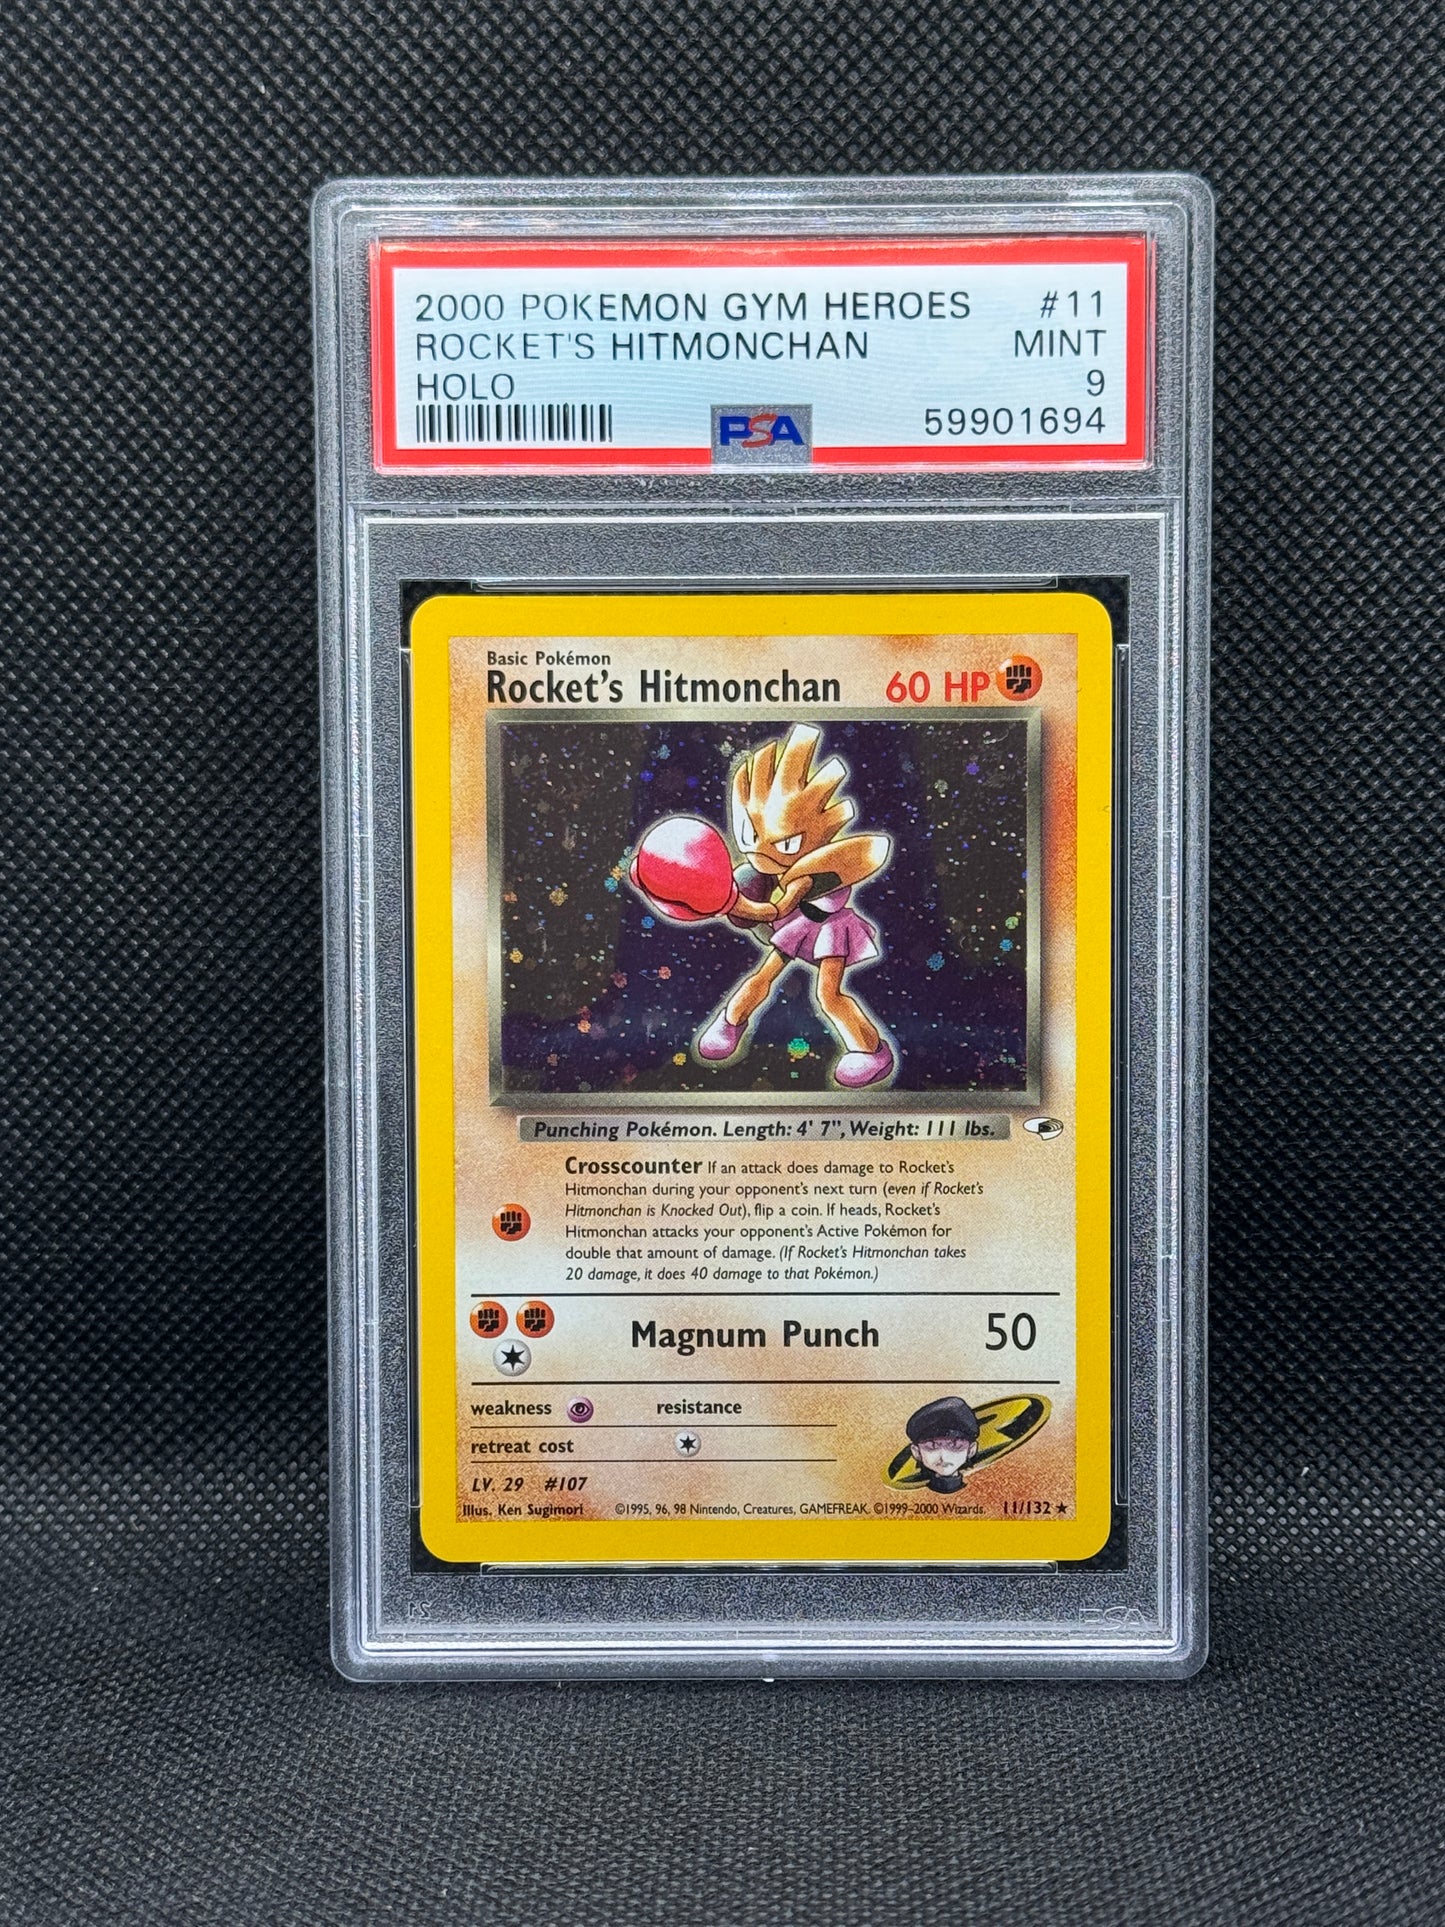 2000 POKEMON GYM HEROES #11
ROCKET'S HITMONCHAN MINT
HOLO 9
PSA 59901694
Basic Pokémon
Rocket's Hitmonchan 60 HP
Punching Pokémon. Length: 4' 7", Weight: 111 lbs.
Crosscounter If an attack does damage to Rocket's
Hitmonchan during your opponent's next turn (even if Rocket's
Hitmonchan is Knocked Out), flip a coin. If heads, Rocket's
Hitmonchan attacks your opponent's Active Pokémon for
double that amount of damage. (If Rocket's Hitmonchan takes
20 damage, it does 40 damage to that Pokémon.)
Magnum Punch 50
weakness resistance
retreat cost
LV. 29 #107
Illus. Ken Sugimori ©1995, 96, 98 Nintendo, Creatures, GAMEFREAK. ©1999-2000 Wizards. 11/132 ★
21 PSA